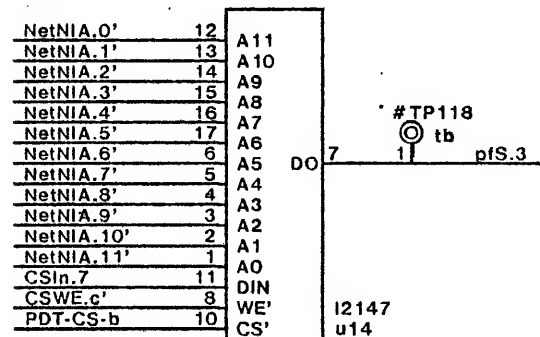 NetNIA.0' 12 A11
NetNIA.1' 13 A10
NetNIA.2' 14 A9
NetNIA.3' 15 A8
NetNIA.4' 16 A7
NetNIA.5' 17 A6
NetNIA.6' 6 A5
NetNIA.7' 5 A4
NetNIA.8' 4 A3
NetNIA.9' 3 A2
NetNIA.10' 2 A1
NetNIA.11' 1 A0
CSIn.7 11 DIN
CSWE.c' 8 WE'
PDT-CS-b 10 CS'
#TP118
tb
DO 7 1 pfS.3
I2147
u14